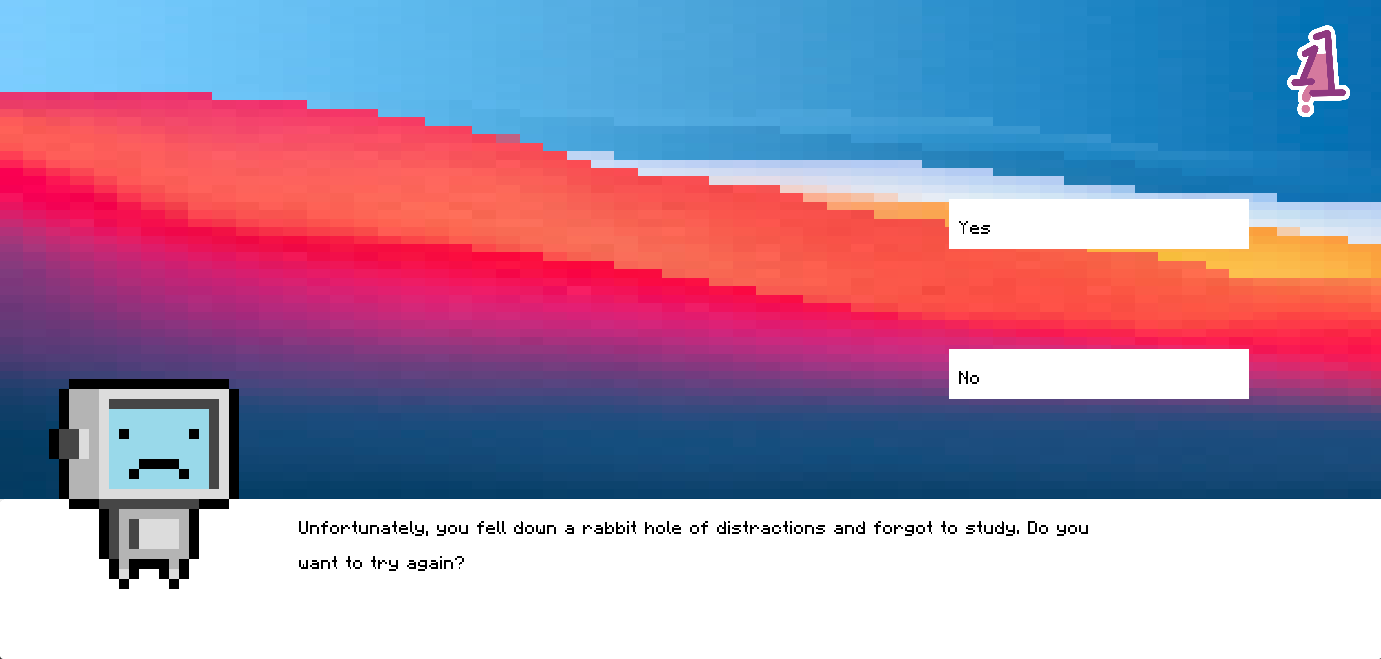 Yes
No
Unfortunately, you fell down a rabbit hole of distractions and forgot to study. Do you
want to try again?